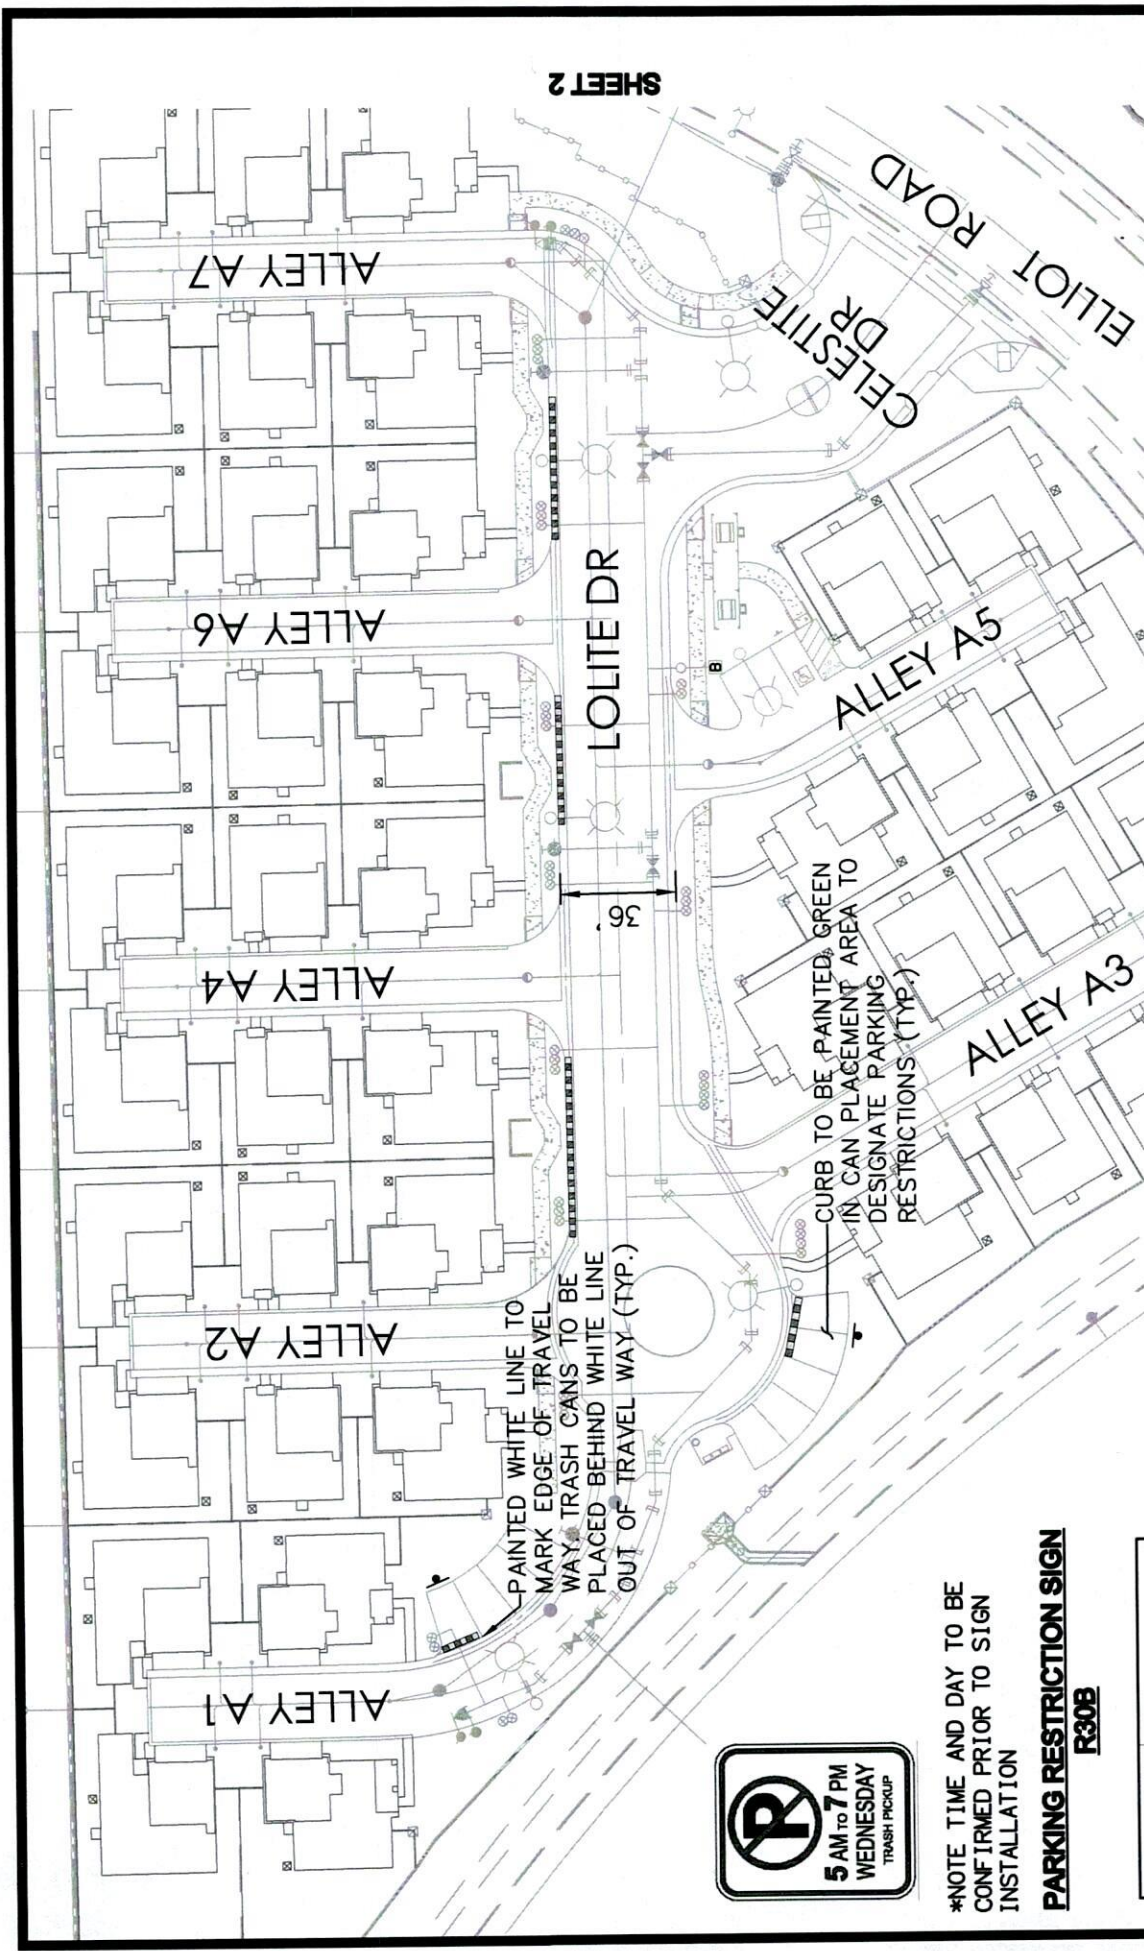 SHEET 2
ALLEY A7
ALLEY A6
ALLEY A4
ALLEY A2
ALLEY A1
LOLITE DR
CELESTITE
DR
ELLIOT ROAD
ALLEY A5
ALLEY A3
36'
B
PAINTED WHITE LINE TO
MARK EDGE OF TRAVEL
WAY. TRASH CANS TO BE
PLACED BEHIND WHITE LINE
OUT OF TRAVEL WAY (TYP.)
CURB TO BE PAINTED GREEN
IN CAN PLACEMENT AREA TO
DESIGNATE PARKING
RESTRICTIONS (TYP.)
P
5 AM TO 7 PM
WEDNESDAY
TRASH PICKUP
*NOTE TIME AND DAY TO BE
CONFIRMED PRIOR TO SIGN
INSTALLATION
PARKING RESTRICTION SIGN
R30B